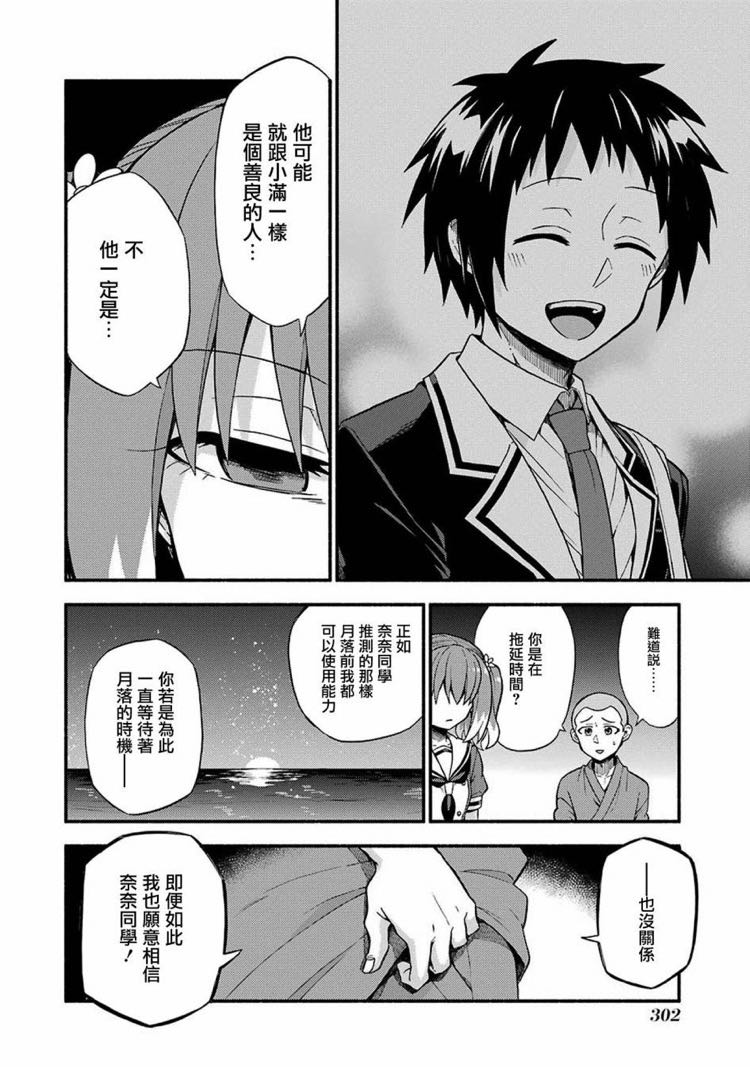 他可能
就跟小滿一樣
是個善良的人…
不
他一定是…
難道説……
你是在
拖延時間？
正如
奈奈同學
推測的那樣
月落前我都
可以使用能力
你若是為此
一直等待著
月落的時機——
——也沒關係
即便如此
我也願意相信
奈奈同學！
302